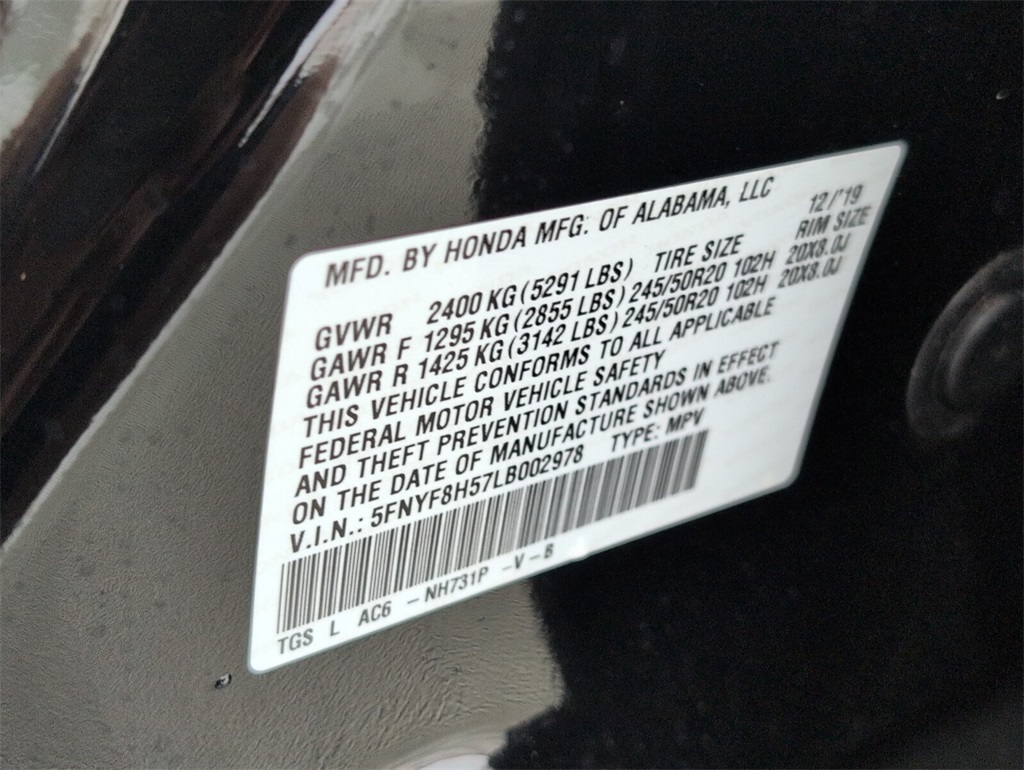 MFD. BY HONDA MFG. OF ALABAMA, LLC 12/'19
GVWR 2400 KG (5291 LBS) TIRE SIZE RIM SIZE
GAWR F 1295 KG (2855 LBS) 245/50R20 102H 20X8.0J
GAWR R 1425 KG (3142 LBS) 245/50R20 102H 20X8.0J
THIS VEHICLE CONFORMS TO ALL APPLICABLE
FEDERAL MOTOR VEHICLE SAFETY
AND THEFT PREVENTION STANDARDS IN EFFECT
ON THE DATE OF MANUFACTURE SHOWN ABOVE.
V.I.N.: 5FNYF8H57LB002978 TYPE: MPV
TGS L AC6 - NH731P - V - B